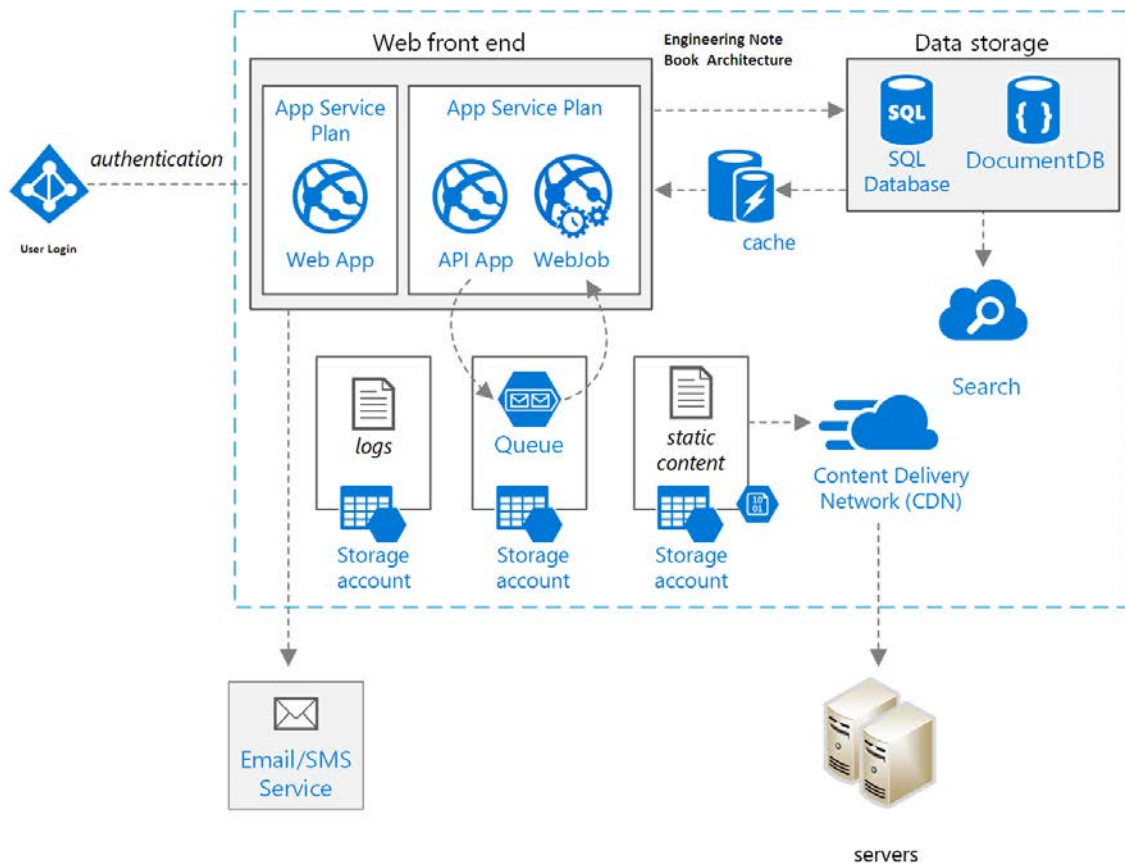 Web front end
Engineering Note
Book Architecture
Data storage
App Service
Plan
App Service Plan
SQL
{ }
SQL
Database
DocumentDB
authentication
User Login
Web App
API App
WebJob
cache
Search
logs
Queue
static
content
10
01
Content Delivery
Network (CDN)
Storage
account
Storage
account
Storage
account
Email/SMS
Service
servers